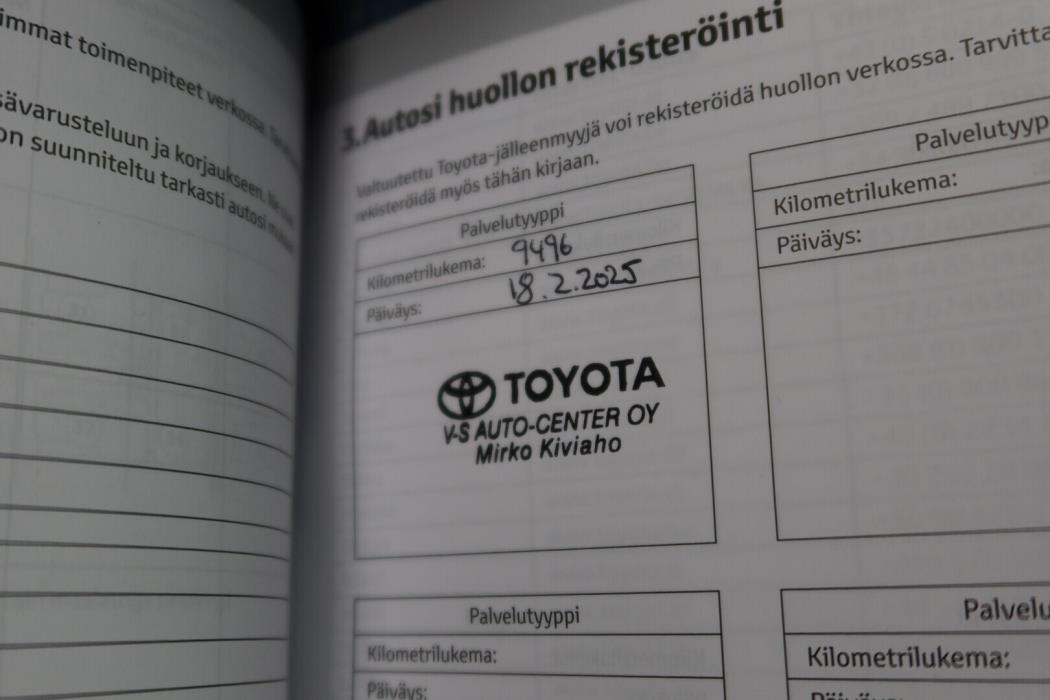 immat toimenpiteet verkossa.
sävarusteluun ja korjaukseen.
on suunniteltu tarkasti autosi
3. Autosi huollon rekisteröinti
Valtuutettu Toyota-jälleenmyyjä voi rekisteröidä huollon verkossa. Tarvitta
rekisteröidä myös tähän kirjaan.
Palvelutyyppi
Kilometrilukema: 9496
Päiväys: 18.2.2025
TOYOTA
V-S AUTO-CENTER OY
Mirko Kiviaho
Palvelutyyp
Kilometrilukema:
Päiväys:
Palvelutyyppi
Kilometrilukema:
Päiväys:
Palvelu
Kilometrilukema:
Päiväys: